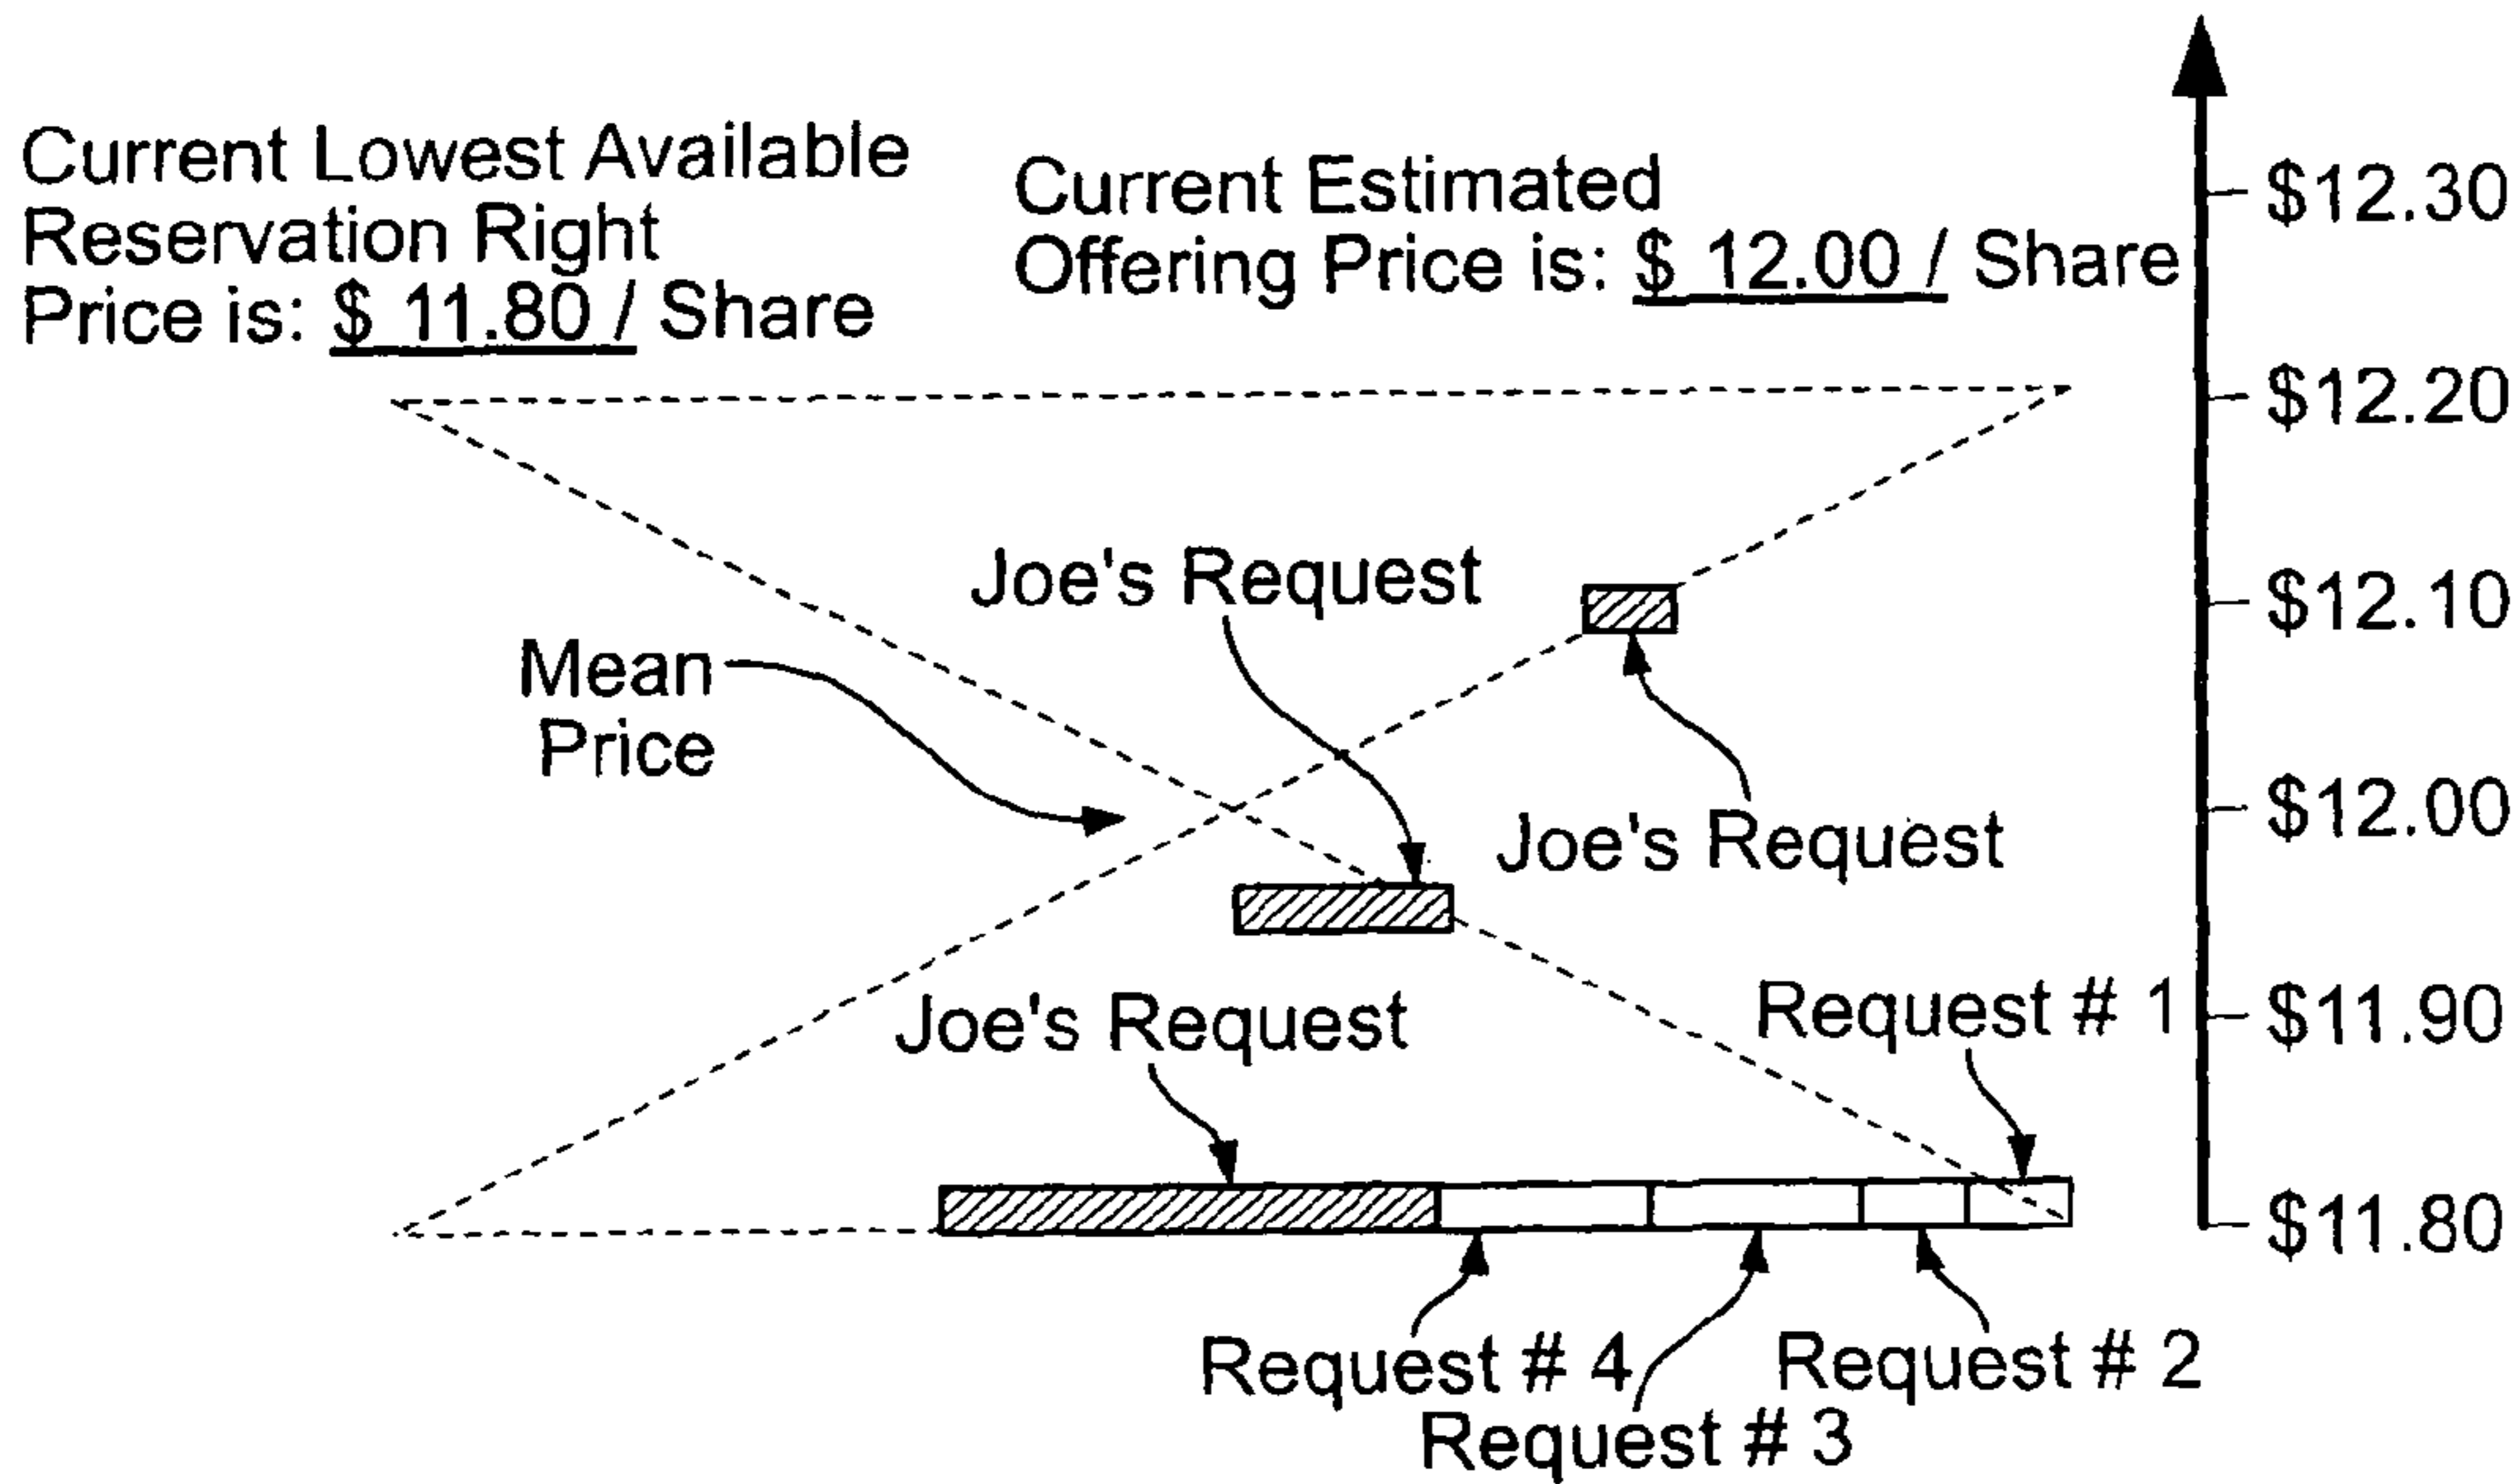 Current Lowest Available
Reservation Right
Price is: $ 11.80 / Share
Current Estimated
Offering Price is: $ 12.00 / Share
$12.30
$12.20
Joe's Request
$12.10
Mean
Price
$12.00
Joe's Request
Joe's Request
Request # 1
$11.90
$11.80
Request # 4
Request # 2
Request # 3